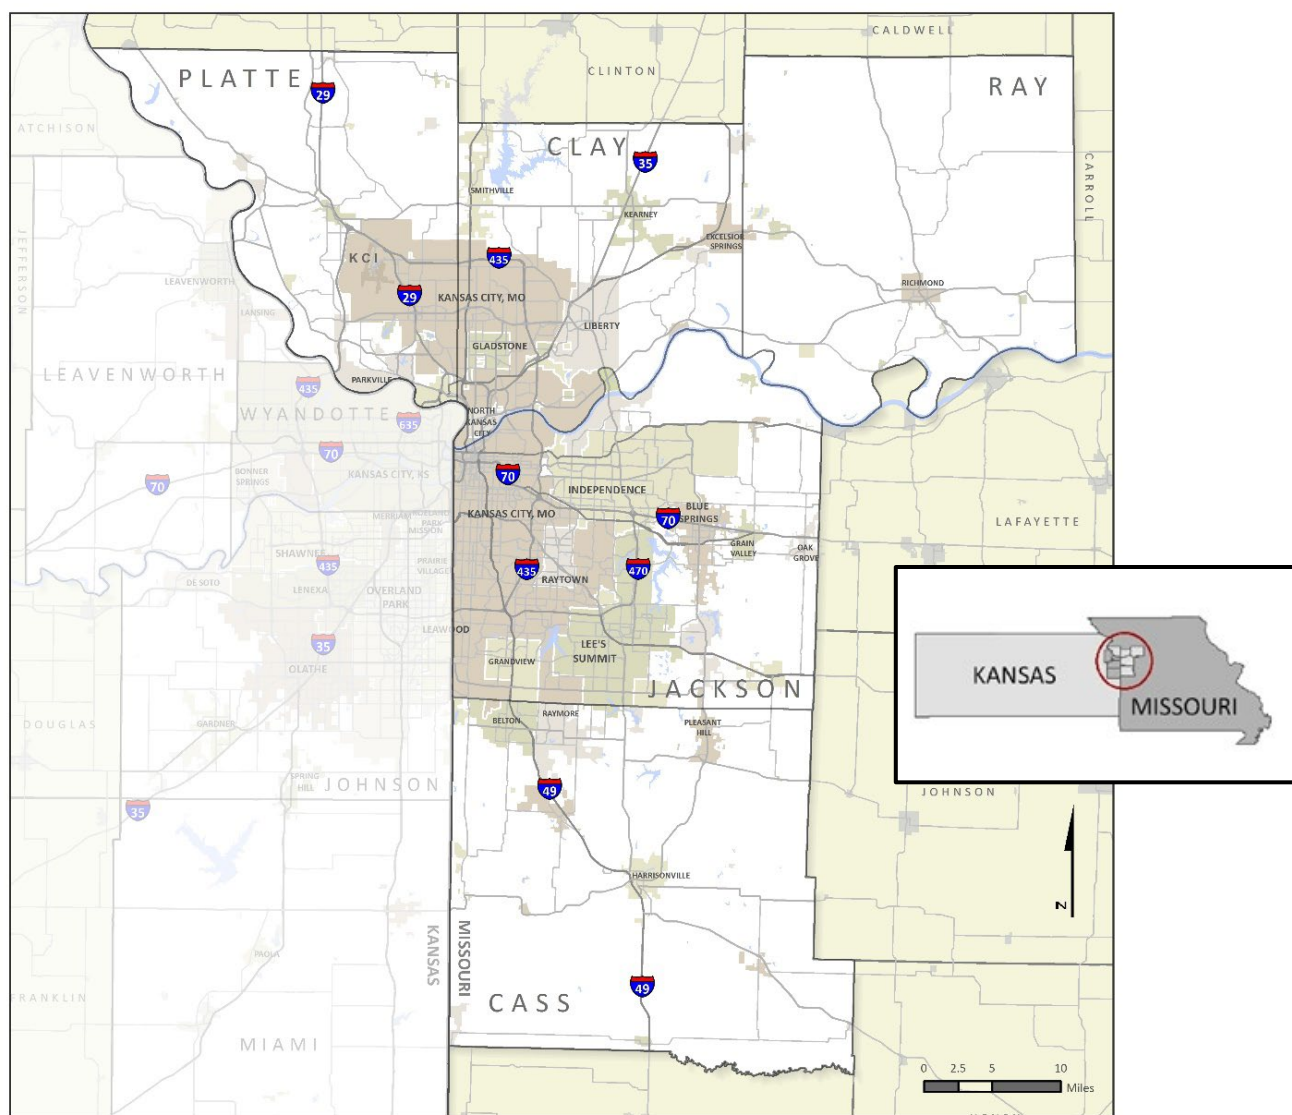 CALDWELL
PLATTE
CLINTON
RAY
29
ATCHISON
CLAY
35
CARROLL
SMITHVILLE
KEARNEY
JEFFERSON
EXCELSIOR
SPRINGS
KCI
435
LEAVENWORTH
RICHMOND
29
KANSAS CITY, MO
LANSING
LIBERTY
GLADSTONE
LEAVENWORTH
PARKVILLE
435
WYANDOTTE
635
NORTH
KANSAS
CITY
70
BONNER
SPRINGS
KANSAS CITY, KS
70
70
INDEPENDENCE
BLUE
SPRINGS
KANSAS CITY, MO
70
MERRIAM
ROELAND
PARK
MISSION
LAFAYETTE
GRAIN
VALLEY
OAK
GROVE
SHAWNEE
435
PRAIRIE
VILLAGE
435
RAYTOWN
470
DE SOTO
LENEXA
OVERLAND
PARK
LEAWOOD
35
LEE'S
SUMMIT
OLATHE
GRANDVIEW
JACKSON
KANSAS
MISSOURI
DOUGLAS
GARDNER
BELTON
RAYMORE
PLEASANT
HILL
SPRING
HILL
JOHNSON
49
JOHNSON
35
HARRISONVILLE
N
KANSAS
MISSOURI
PAOLA
49
FRANKLIN
CASS
MIAMI
0 2.5 5 10
Miles